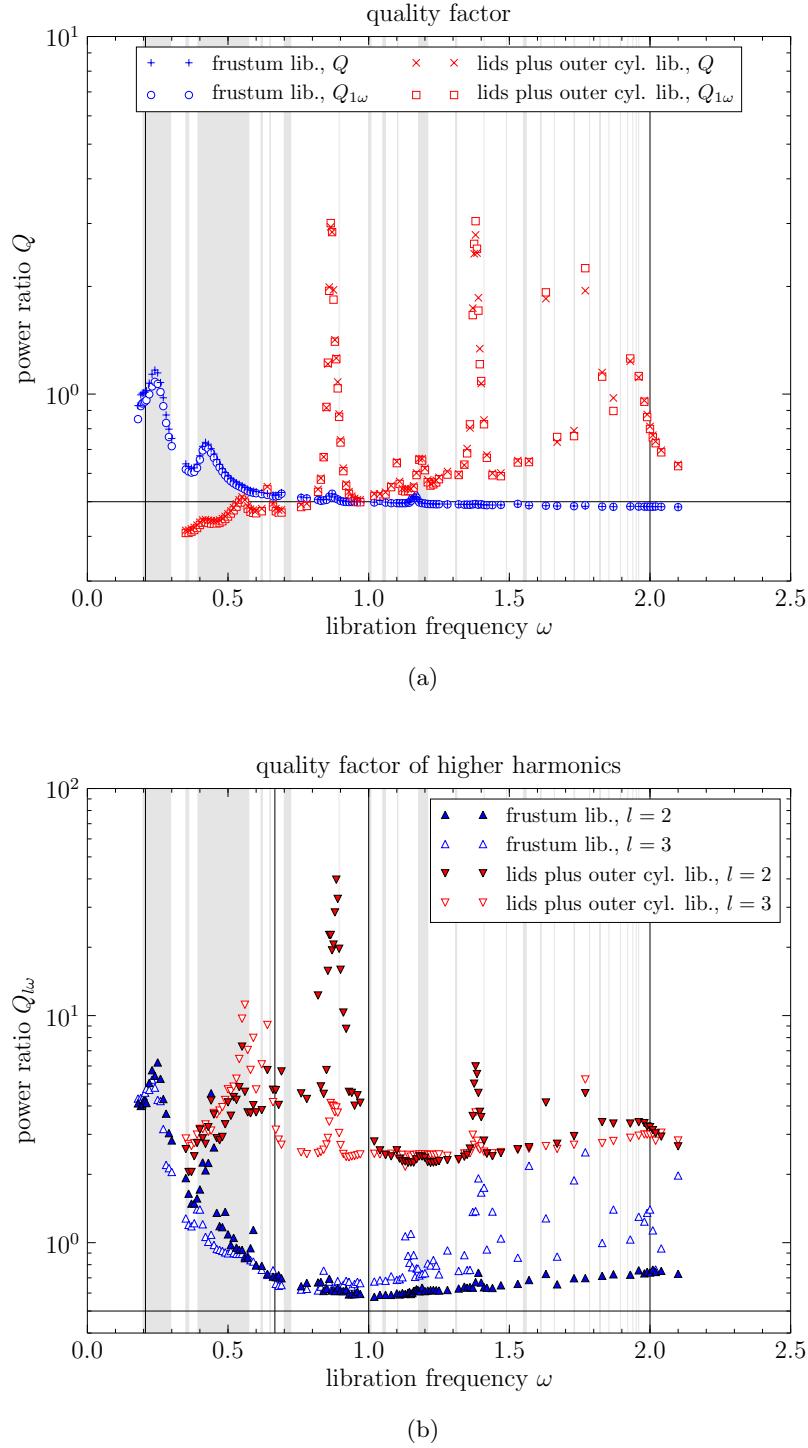 quality factor
10¹
frustum lib., Q
frustum lib., Q₁ω
lids plus outer cyl. lib., Q
lids plus outer cyl. lib., Q₁ω
power ratio Q
10⁰
0.0 0.5 1.0 1.5 2.0 2.5
libration frequency ω
(a)
quality factor of higher harmonics
10²
frustum lib., l = 2
frustum lib., l = 3
lids plus outer cyl. lib., l = 2
lids plus outer cyl. lib., l = 3
power ratio Qlω
10¹
10⁰
0.0 0.5 1.0 1.5 2.0 2.5
libration frequency ω
(b)